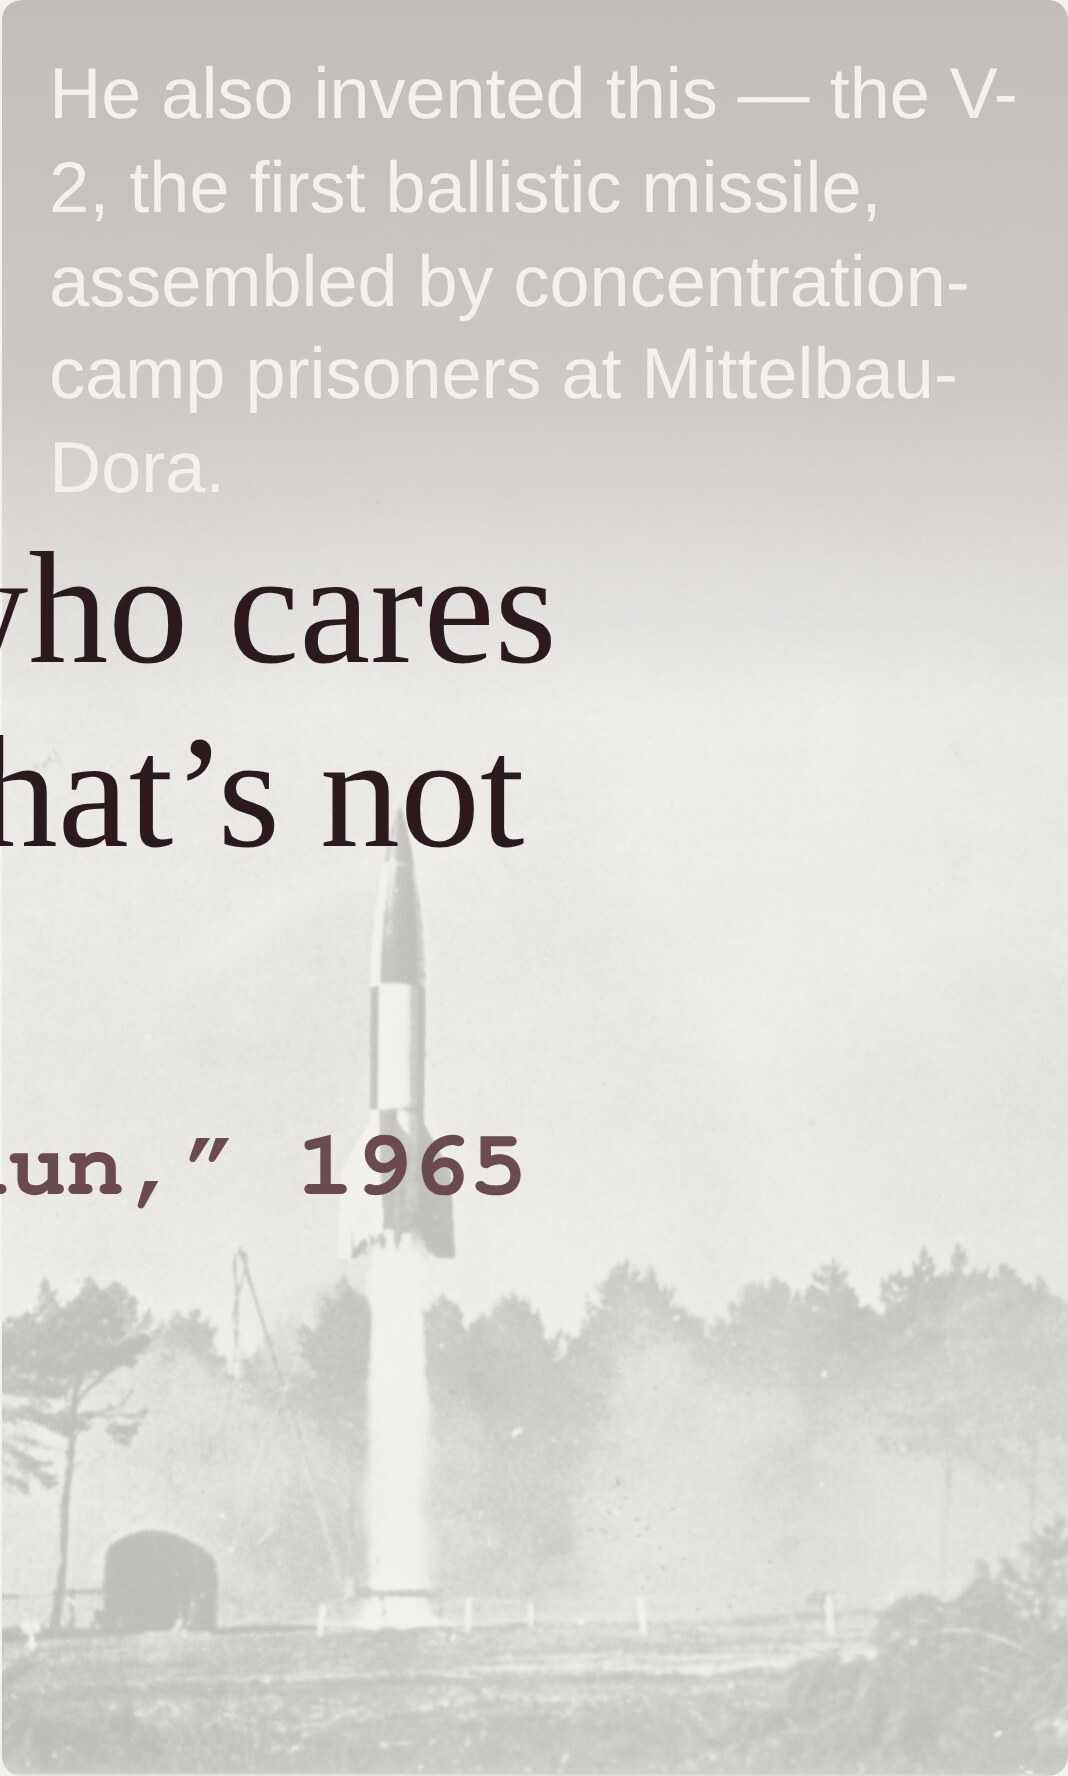 He also invented this — the V-
2, the first ballistic missile,
assembled by concentration-
camp prisoners at Mittelbau-
Dora.
who cares
hat’s not
un,” 1965